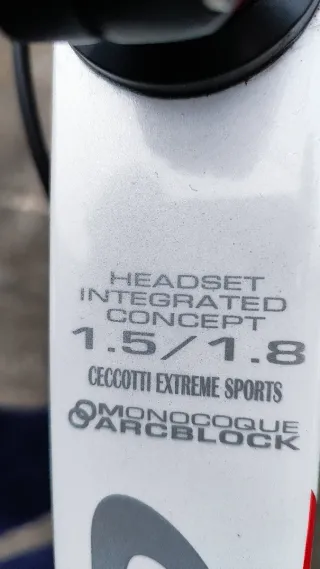 HEADSET
INTEGRATED
CONCEPT
1.5/1.8
CECCOTTI EXTREME SPORTS
MONOCOQUE
ARCBLOCK